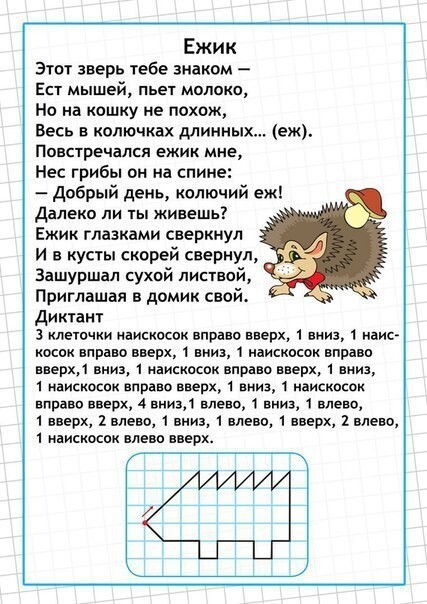 Ежик
Этот зверь тебе знаком —
Ест мышей, пьет молоко,
Но на кошку не похож,
Весь в колючках длинных... (еж).
Повстречался ежик мне,
Нес грибы он на спине:
— Добрый день, колючий еж!
Далеко ли ты живешь?
Ежик глазками сверкнул
И в кусты скорей свернул,
Зашуршал сухой листвой,
Приглашая в домик свой.
Диктант
3 клеточки наискосок вправо вверх, 1 вниз, 1 наис-
косок вправо вверх, 1 вниз, 1 наискосок вправо
вверх,1 вниз, 1 наискосок вправо вверх, 1 вниз,
1 наискосок вправо вверх, 1 вниз, 1 наискосок
вправо вверх, 4 вниз,1 влево, 1 вниз, 1 влево,
1 вверх, 2 влево, 1 вниз, 1 влево, 1 вверх, 2 влево,
1 наискосок влево вверх.